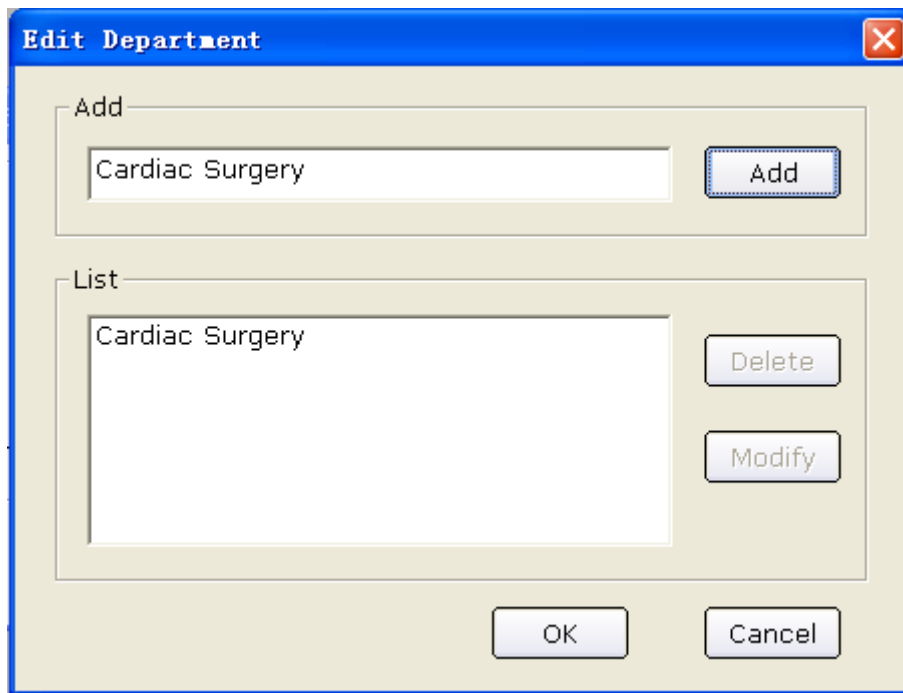 Edit Department
Add
Cardiac Surgery
Add
List
Cardiac Surgery
Delete
Modify
OK
Cancel